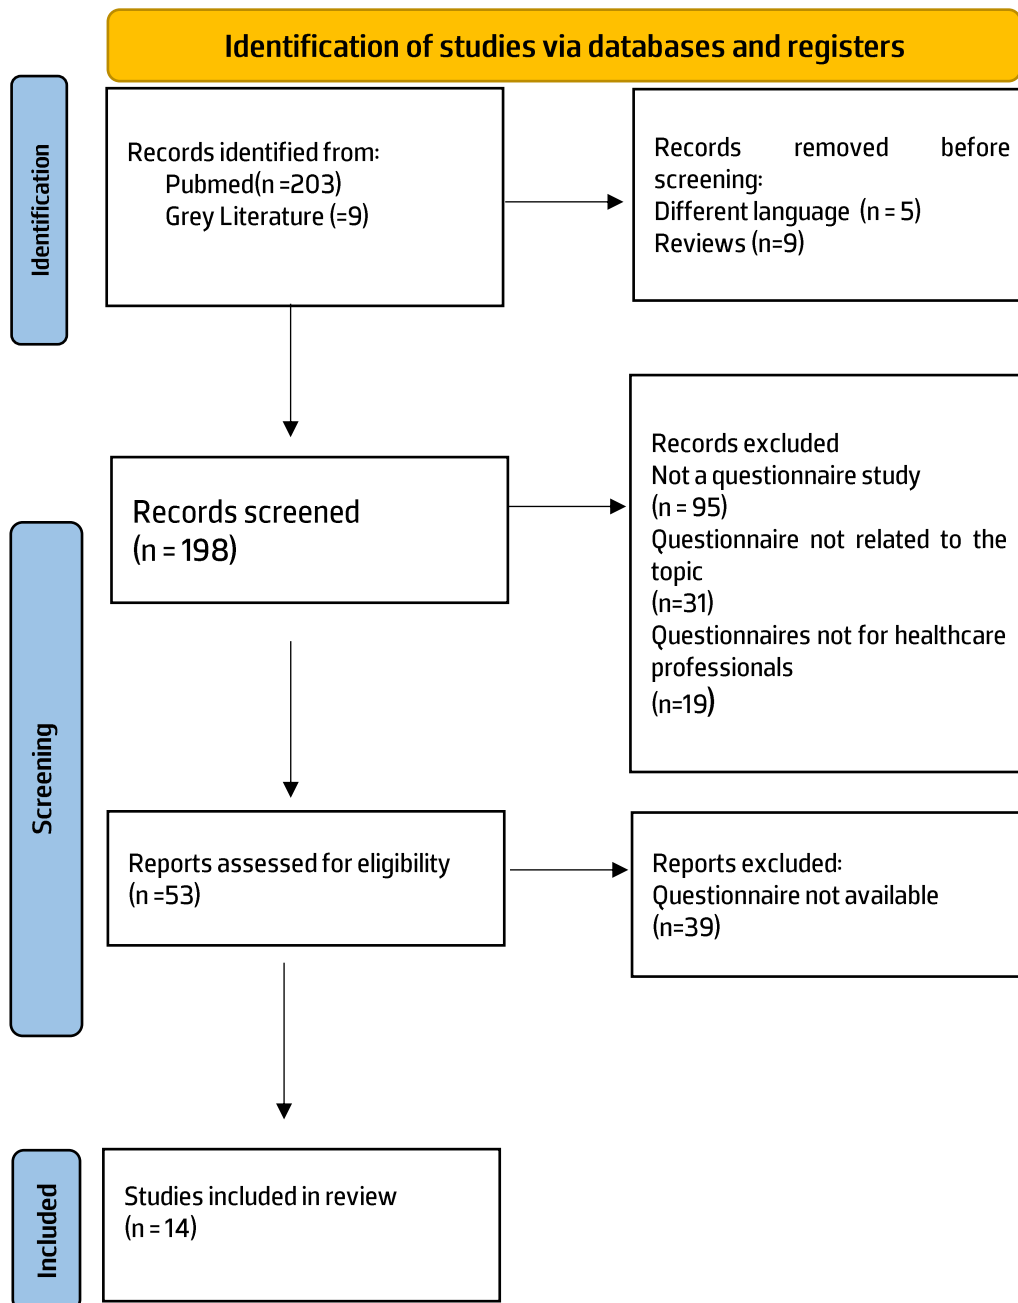 Identification of studies via databases and registers
Identification
Records identified from:
Pubmed(n =203)
Grey Literature (=9)
Records removed before
screening:
Different language (n = 5)
Reviews (n=9)
Screening
Records screened
(n = 198)
Records excluded
Not a questionnaire study
(n = 95)
Questionnaire not related to the
topic
(n=31)
Questionnaires not for healthcare
professionals
(n=19)
Reports assessed for eligibility
(n =53)
Reports excluded:
Questionnaire not available
(n=39)
Included
Studies included in review
(n = 14)